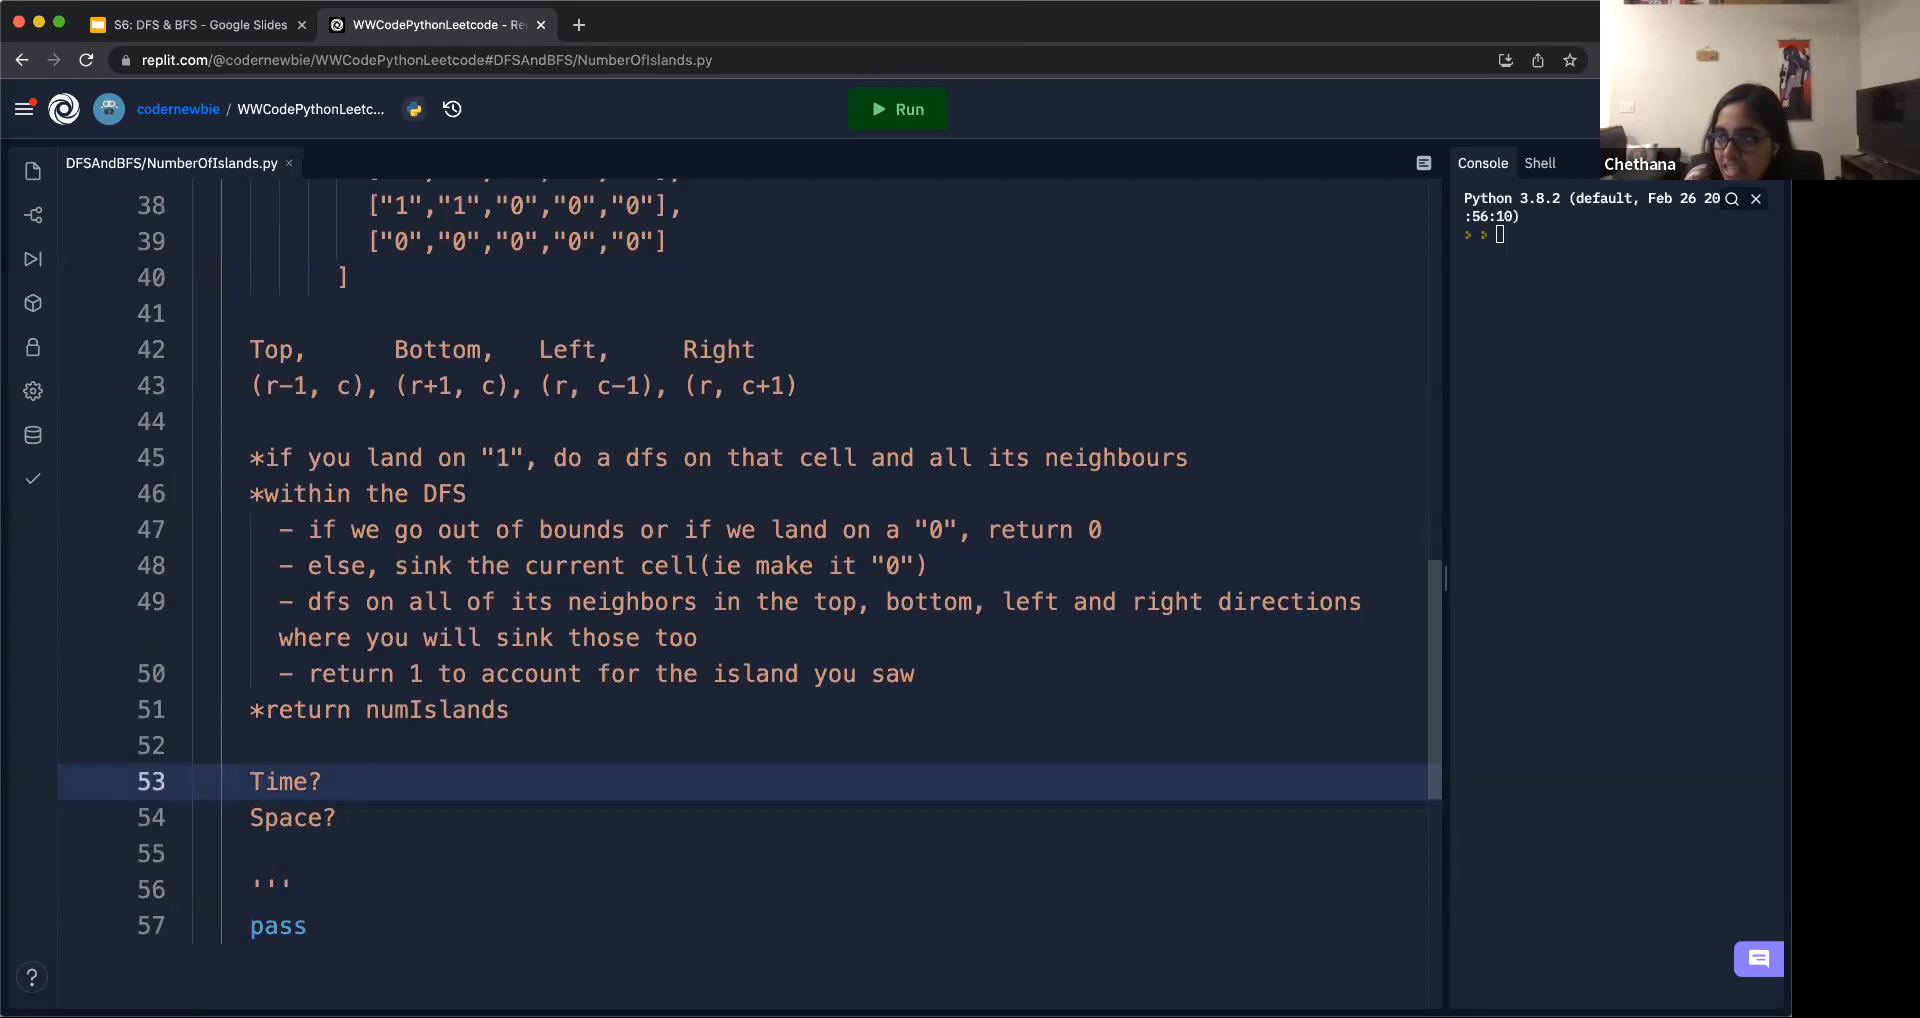 S6: DFS & BFS - Google Slides
WWCodePythonLeetcode - Re
replit.com/@codernewbie/WWCodePythonLeetcode#DFSAndBFS/NumberOfIslands.py
codernewbie / WWCodePythonLeetc...
Run
DFSAndBFS/NumberOfIslands.py
Console
Shell
Chethana
Python 3.8.2 (default, Feb 26 20
:56:10)
38 ["1","1","0","0","0"],
39 ["0","0","0","0","0"]
40 ]
41
42 Top, Bottom, Left, Right
43 (r-1, c), (r+1, c), (r, c-1), (r, c+1)
44
45 *if you land on "1", do a dfs on that cell and all its neighbours
46 *within the DFS
47 - if we go out of bounds or if we land on a "0", return 0
48 - else, sink the current cell(ie make it "0")
49 - dfs on all of its neighbors in the top, bottom, left and right directions
where you will sink those too
50 - return 1 to account for the island you saw
51 *return numIslands
52
53 Time?
54 Space?
55
56 '''
57 pass
?